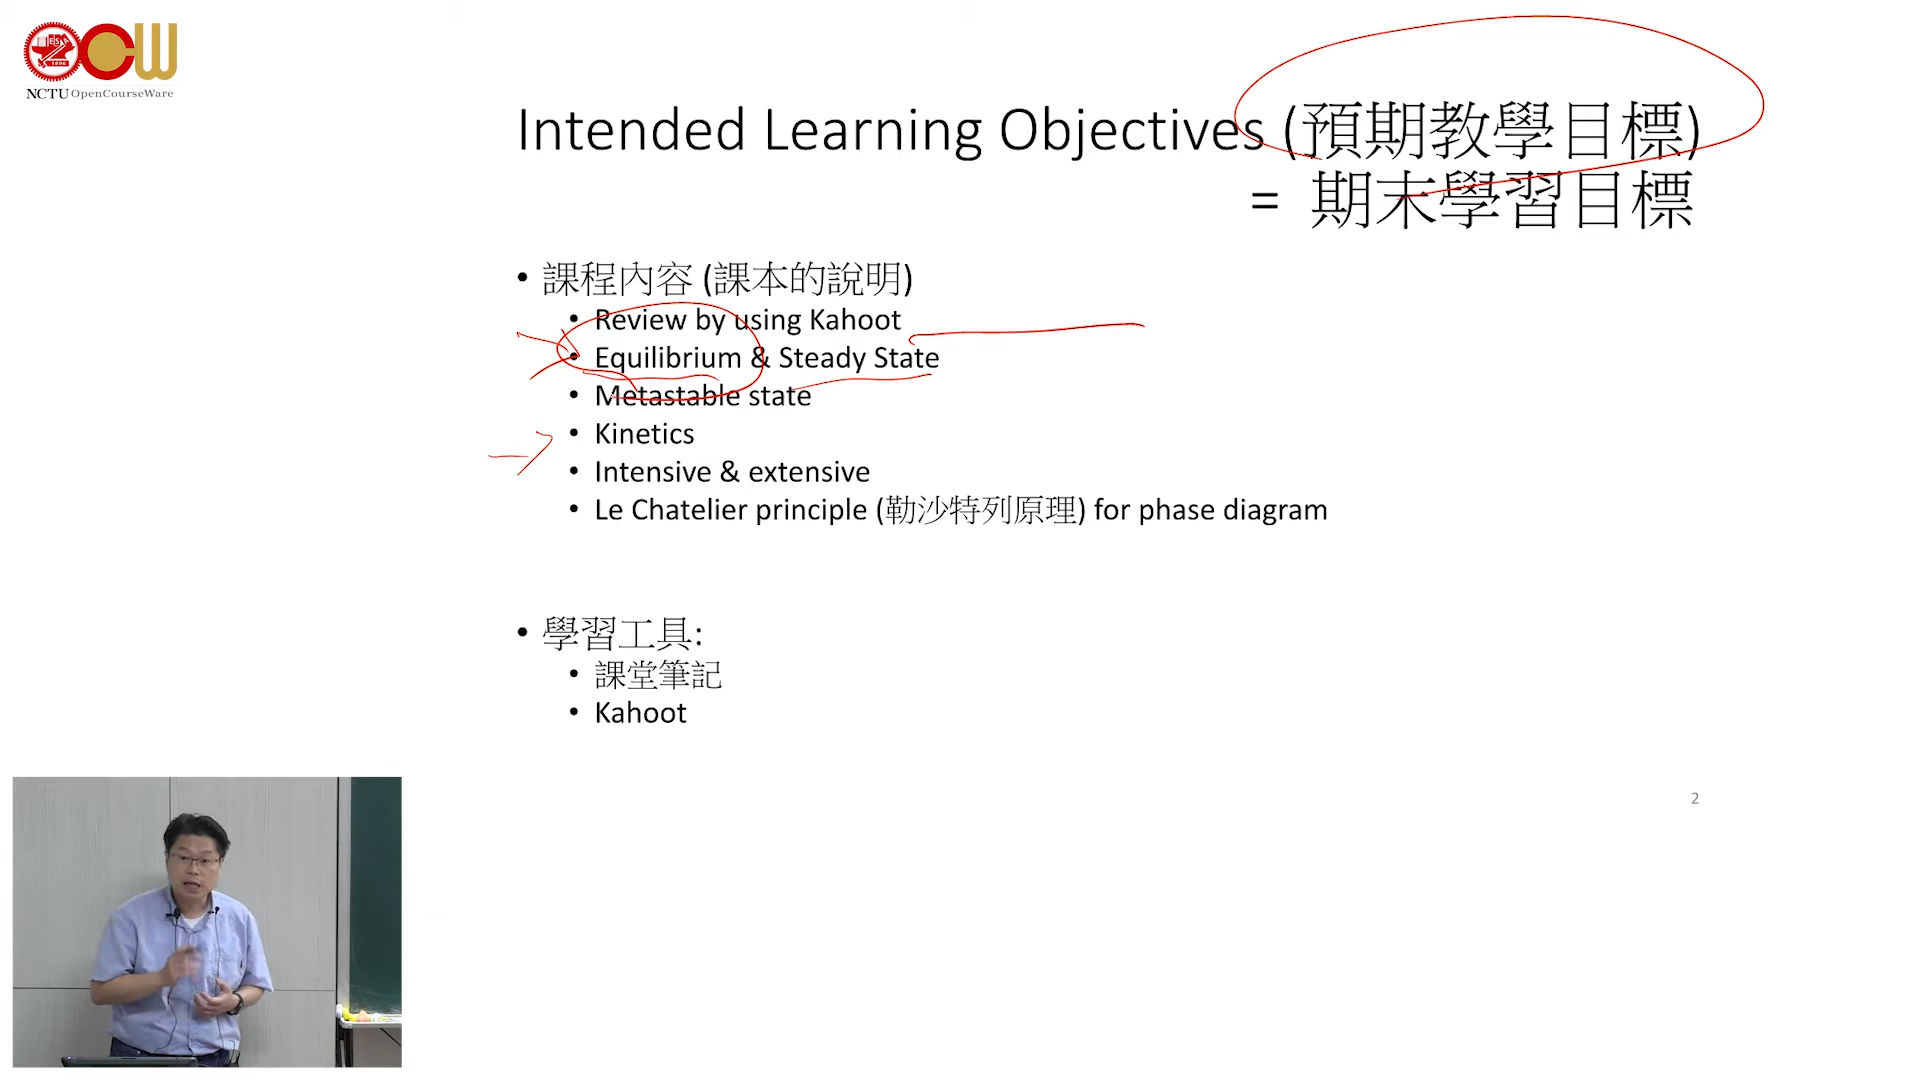 NCTU OpenCourseWare
Intended Learning Objectives (預期教學目標)
= 期末學習目標
• 課程內容 (課本的說明)
• Review by using Kahoot
• Equilibrium & Steady State
• Metastable state
• Kinetics
• Intensive & extensive
• Le Chatelier principle (勒沙特列原理) for phase diagram
• 學習工具:
• 課堂筆記
• Kahoot
2